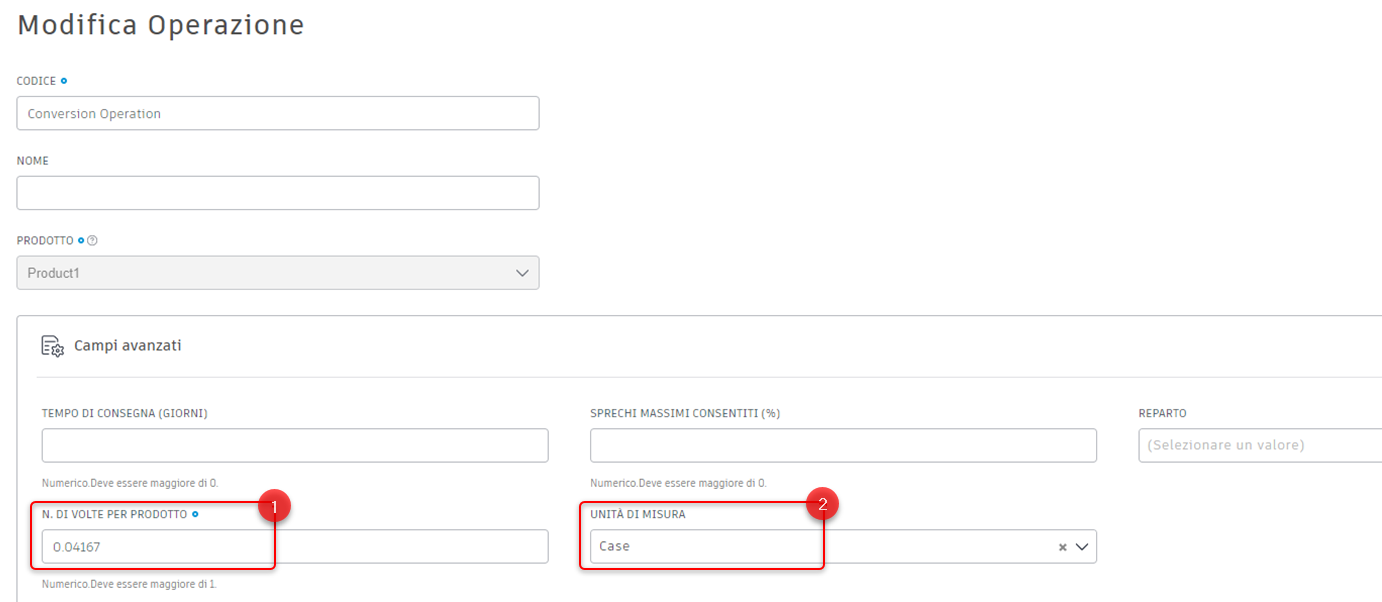 Modifica Operazione
CODICE
Conversion Operation
NOME
PRODOTTO ?
Product1
Campi avanzati
TEMPO DI CONSEGNA (GIORNI) SPRECHI MASSIMI CONSENTITI (%) REPARTO
(Selezionare un valore)
Numerico.Deve essere maggiore di 0. Numerico.Deve essere maggiore di 0.
1 2
N. DI VOLTE PER PRODOTTO UNITÀ DI MISURA
0.04167 Case
Numerico.Deve essere maggiore di 1.